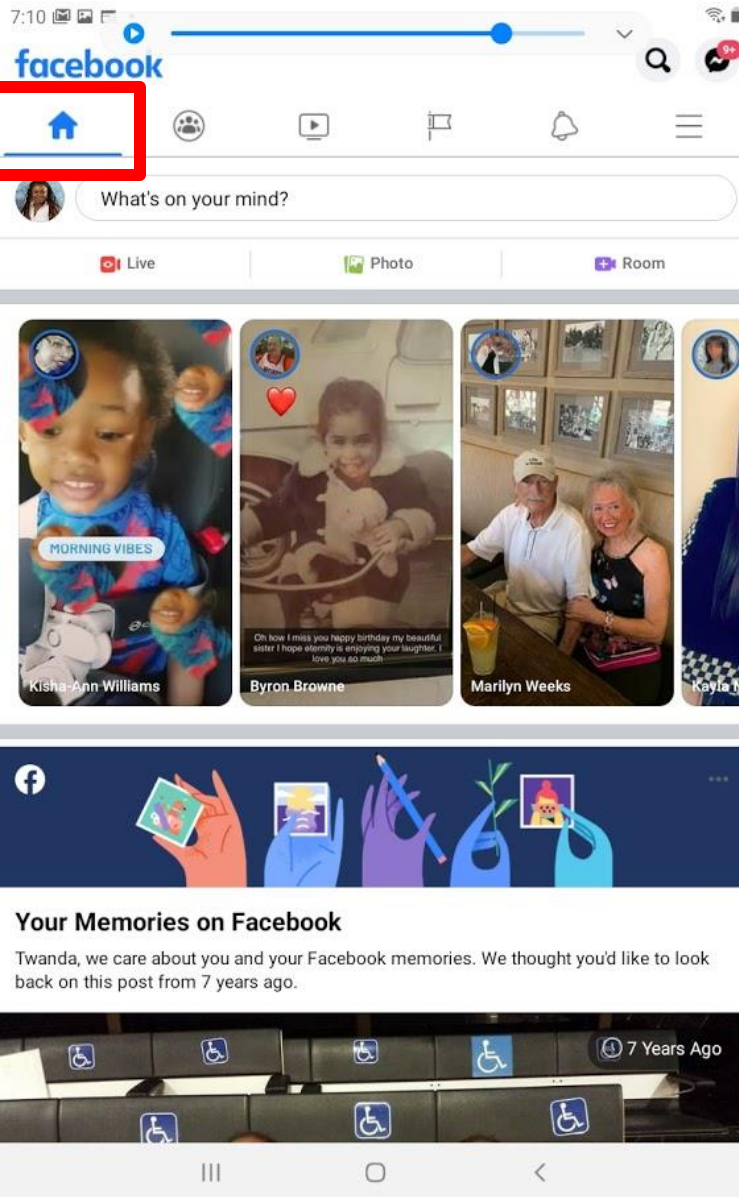 7:10
facebook
9+
What's on your mind?
Live
Photo
Room
MORNING VIBES
Kisha-Ann Williams
Oh how I miss you happy birthday my beautiful
sister I hope eternity is enjoying your laughter, I
love you so much
Byron Browne
Marilyn Weeks
Kayla
Your Memories on Facebook
Twanda, we care about you and your Facebook memories. We thought you'd like to look
back on this post from 7 years ago.
7 Years Ago